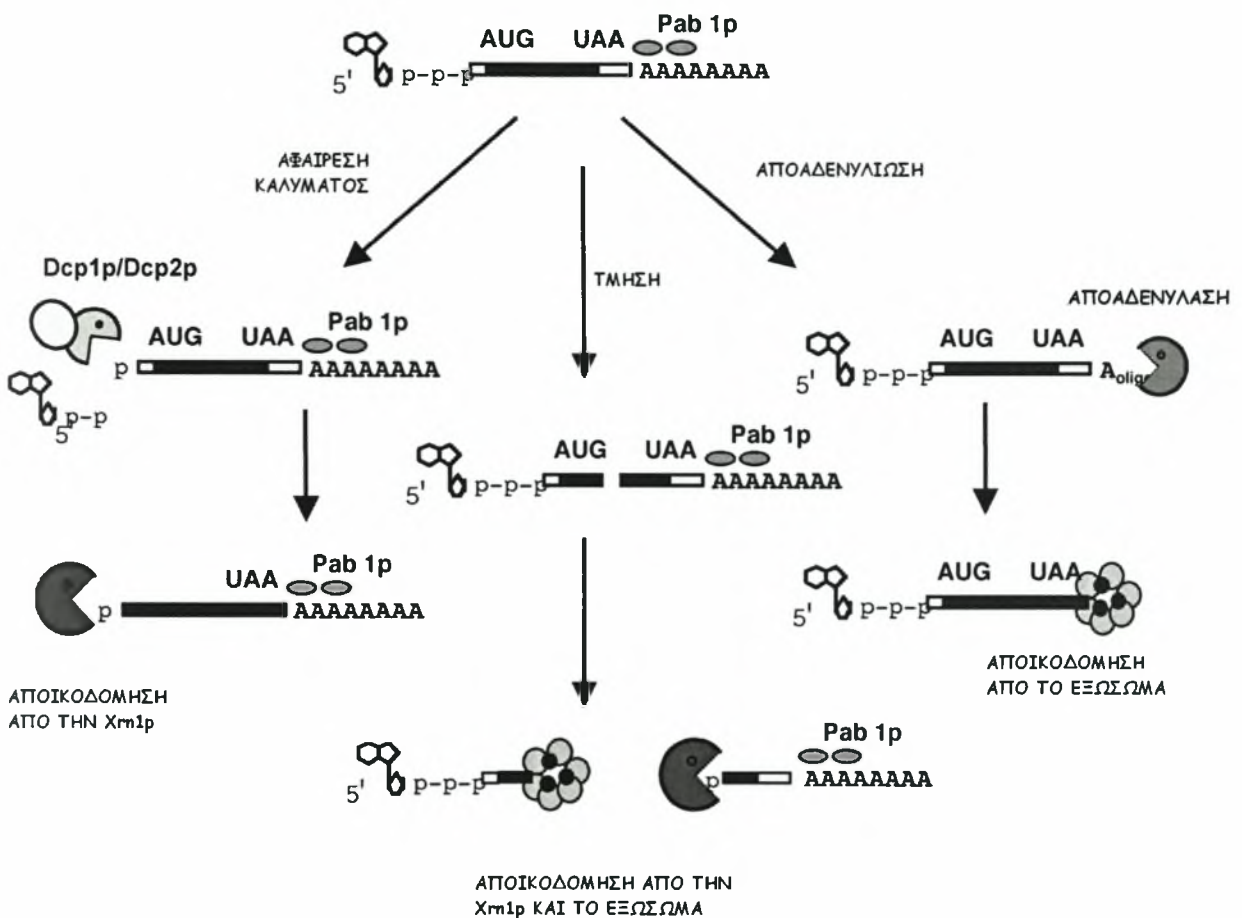 Pab 1p
AUG UAA
5' p-p-p AAAAAAAA
ΑΦΑΙΡΕΣΗ
ΚΑΛΥΜΑΤΟΣ
ΑΠΟΑΔΕΝΥΛΙΩΣΗ
ΤΜΗΣΗ
Dcp1p/Dcp2p
AUG UAA Pab 1p
p AAAAAAAA
5' p-p
ΑΠΟΑΔΕΝΥΛΑΣΗ
AUG UAA
5' p-p-p Aolig
AUG UAA Pab 1p
5' p-p-p AAAAAAAA
UAA Pab 1p
p AAAAAAAA
ΑΠΟΙΚΟΔΟΜΗΣΗ
ΑΠΟ ΤΗΝ Xrn1p
AUG UAA
5' p-p-p
ΑΠΟΙΚΟΔΟΜΗΣΗ
ΑΠΟ ΤΟ ΕΞΩΣΩΜΑ
5' p-p-p
Pab 1p
p AAAAAAAA
ΑΠΟΙΚΟΔΟΜΗΣΗ ΑΠΟ ΤΗΝ
Xrn1p ΚΑΙ ΤΟ ΕΞΩΣΩΜΑ